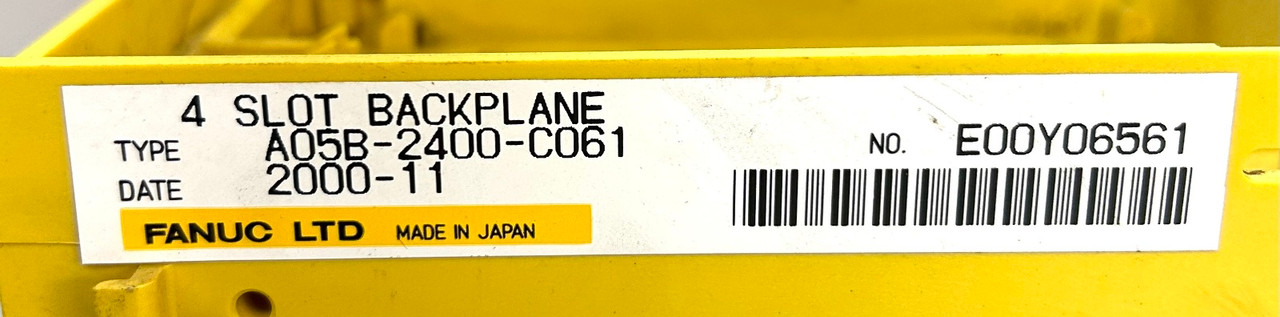 4 SLOT BACKPLANE
TYPE A05B-2400-C061
DATE 2000-11
FANUC LTD MADE IN JAPAN
NO. E00Y06561